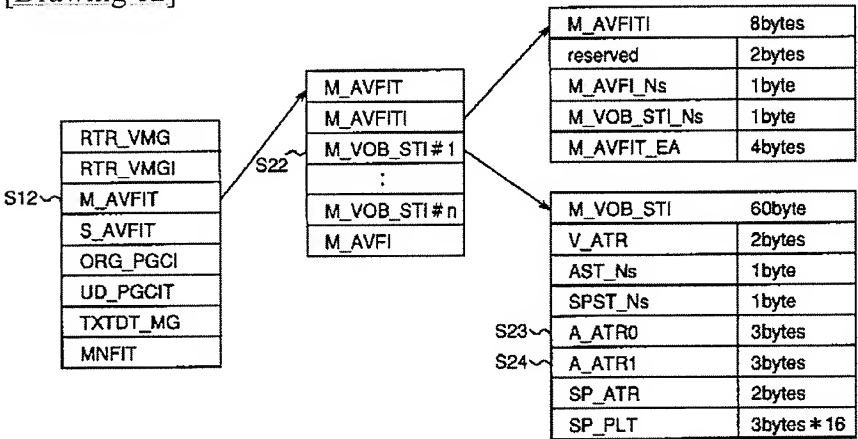 RTR_VMG
RTR_VMGI
S12 M_AVFIT
S_AVFIT
ORG_PGCI
UD_PGCIT
TXTDT_MG
MNFIT
M_AVFIT
M_AVFITI
S22 M_VOB_STI#1
:
M_VOB_STI#n
M_AVFI
M_AVFITI 8bytes
reserved 2bytes
M_AVFI_Ns 1byte
M_VOB_STI_Ns 1byte
M_AVFIT_EA 4bytes
M_VOB_STI 60byte
V_ATR 2bytes
AST_Ns 1byte
SPST_Ns 1byte
S23 A_ATR0 3bytes
S24 A_ATR1 3bytes
SP_ATR 2bytes
SP_PLT 3bytes*16